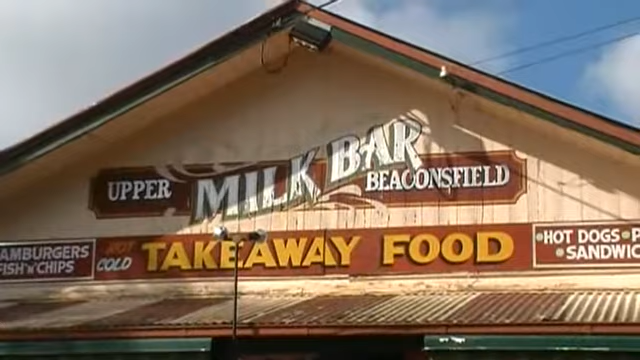 UPPER MILK BAR BEACONSFIELD
HAMBURGERS
FISH'N'CHIPS
HOT
COLD
TAKEAWAY FOOD
HOT DOGS •
• SANDWIC